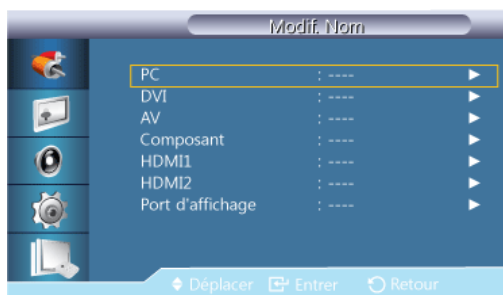 Modif. Nom
PC : ---- ►
DVI : ---- ►
AV : ---- ►
Composant : ---- ►
HDMI1 : ---- ►
HDMI2 : ---- ►
Port d'affichage : ---- ►
Déplacer Entrer Retour